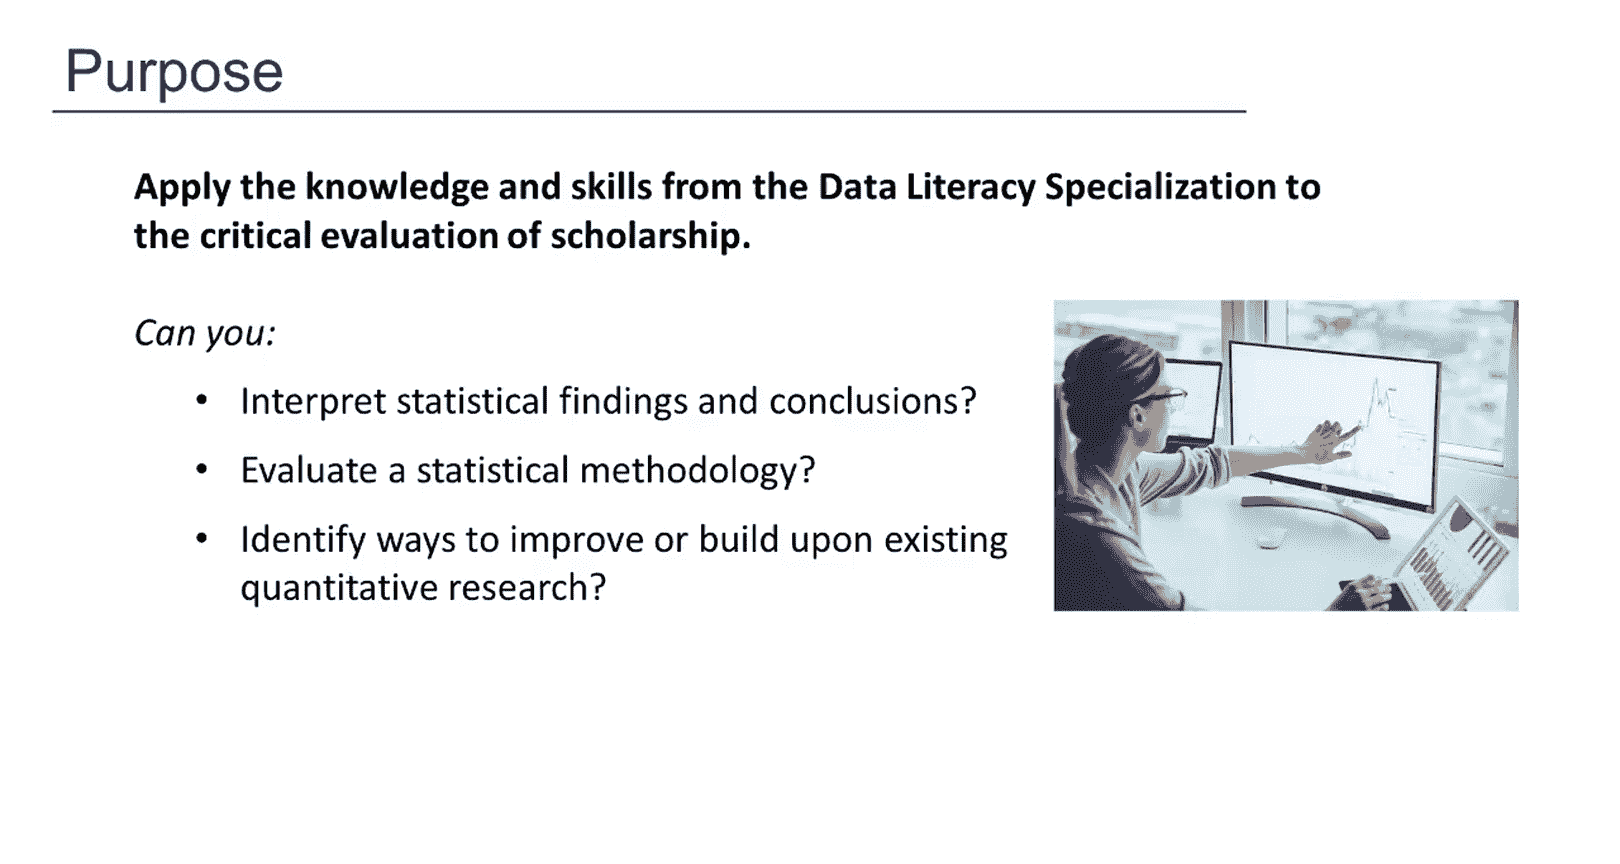 Purpose
Apply the knowledge and skills from the Data Literacy Specialization to
the critical evaluation of scholarship.
Can you:
• Interpret statistical findings and conclusions?
• Evaluate a statistical methodology?
• Identify ways to improve or build upon existing
quantitative research?